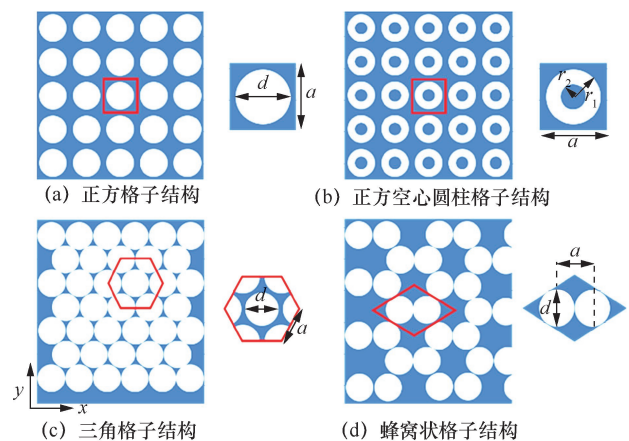 d
a
r₂
r₁
a
(a) 正方格子结构
(b) 正方空心圆柱格子结构
d
a
a
d
y
x
(c) 三角格子结构
(d) 蜂窝状格子结构